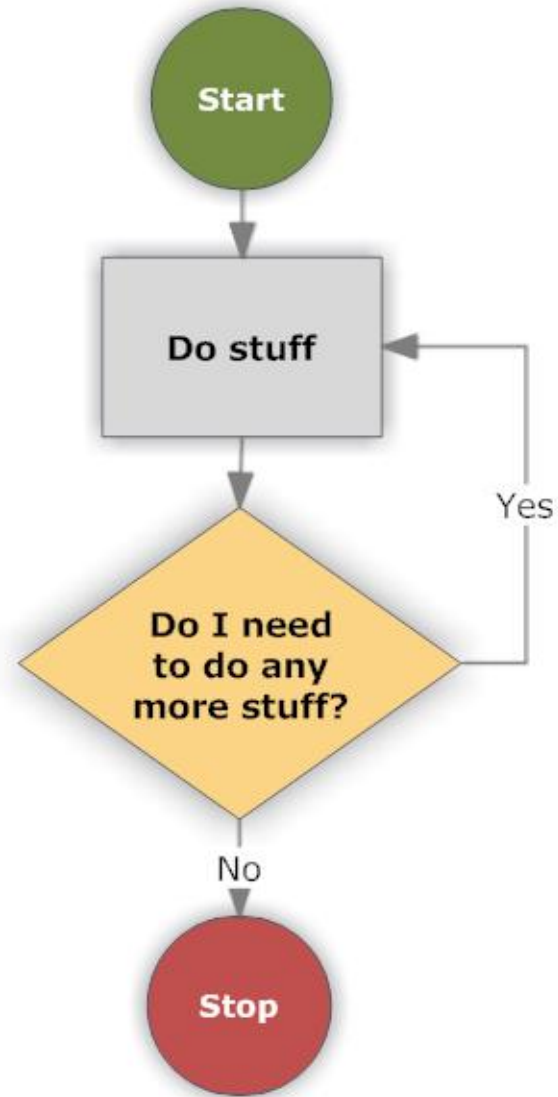 Start
Do stuff
Yes
Do I need
to do any
more stuff?
No
Stop